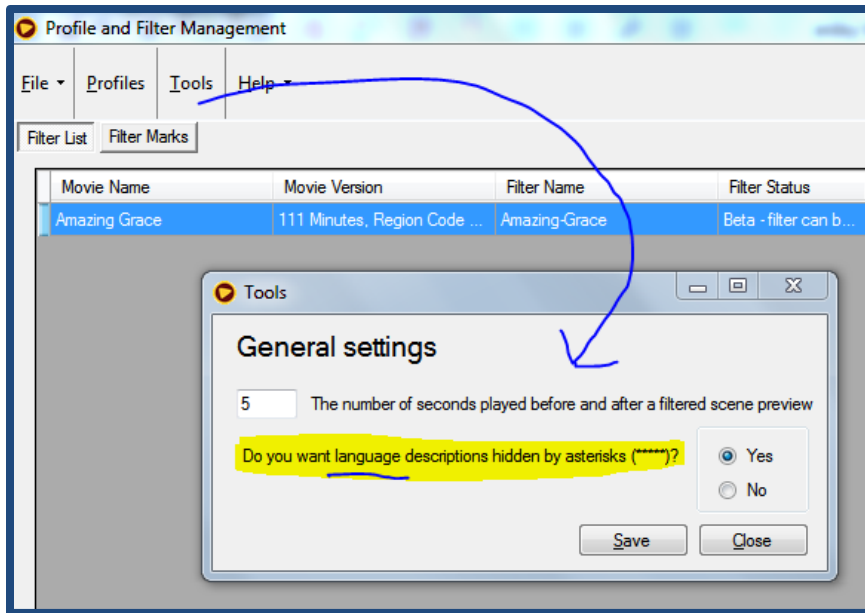 Profile and Filter Management
File Profiles Tools Help
Filter List Filter Marks
Movie Name Movie Version Filter Name Filter Status
Amazing Grace 111 Minutes, Region Code ... Amazing-Grace Beta - filter can b...
Tools
General settings
5 The number of seconds played before and after a filtered scene preview
Do you want language descriptions hidden by asterisks (*****)? Yes
No
Save Close